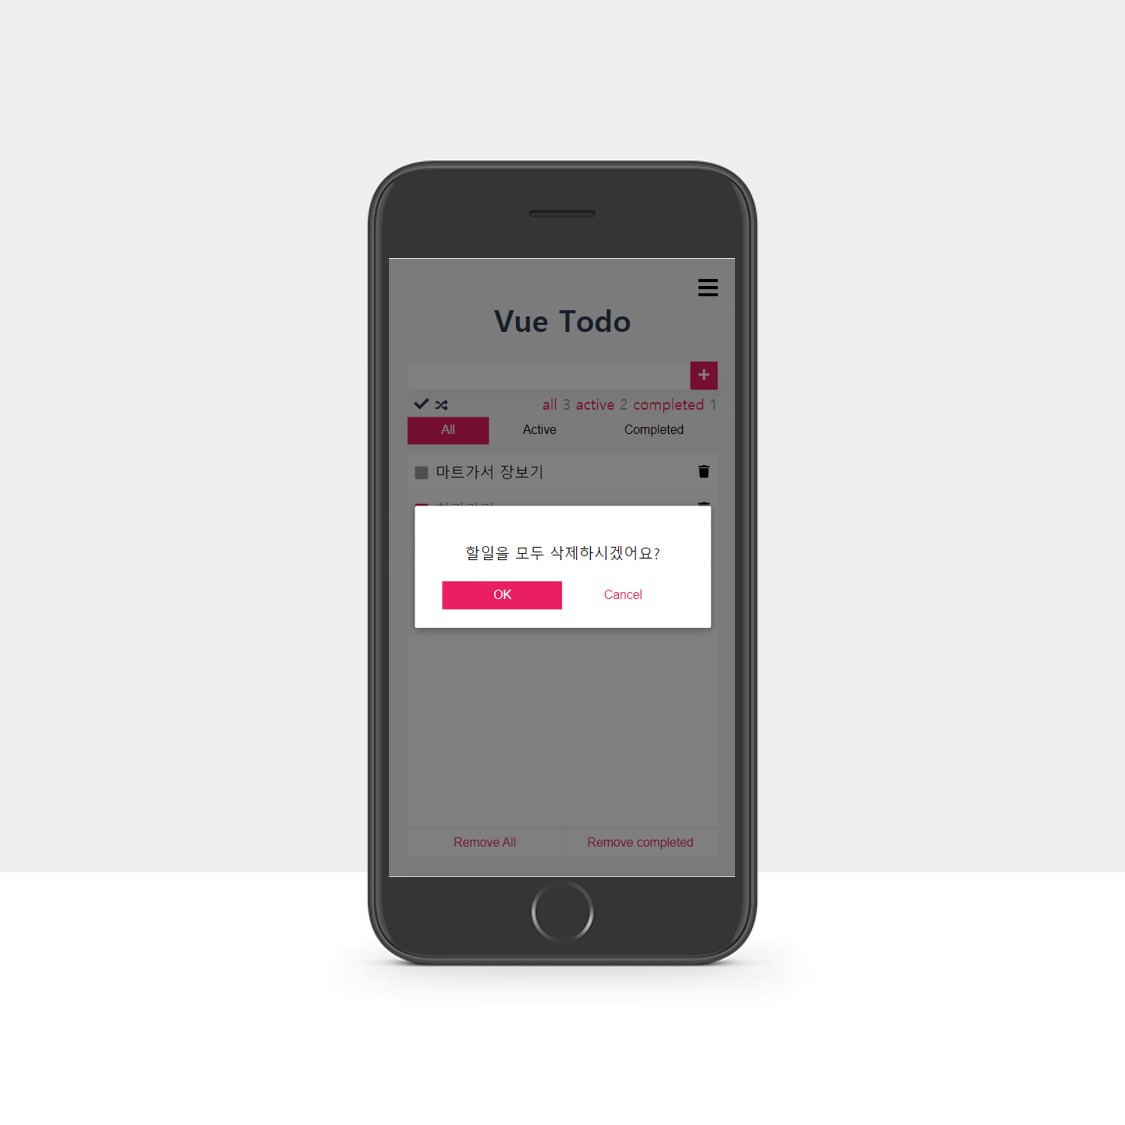 Vue Todo
all 3 active 2 completed 1
All Active Completed
마트가서 장보기
할일을 모두 삭제하시겠어요?
OK Cancel
Remove All Remove completed